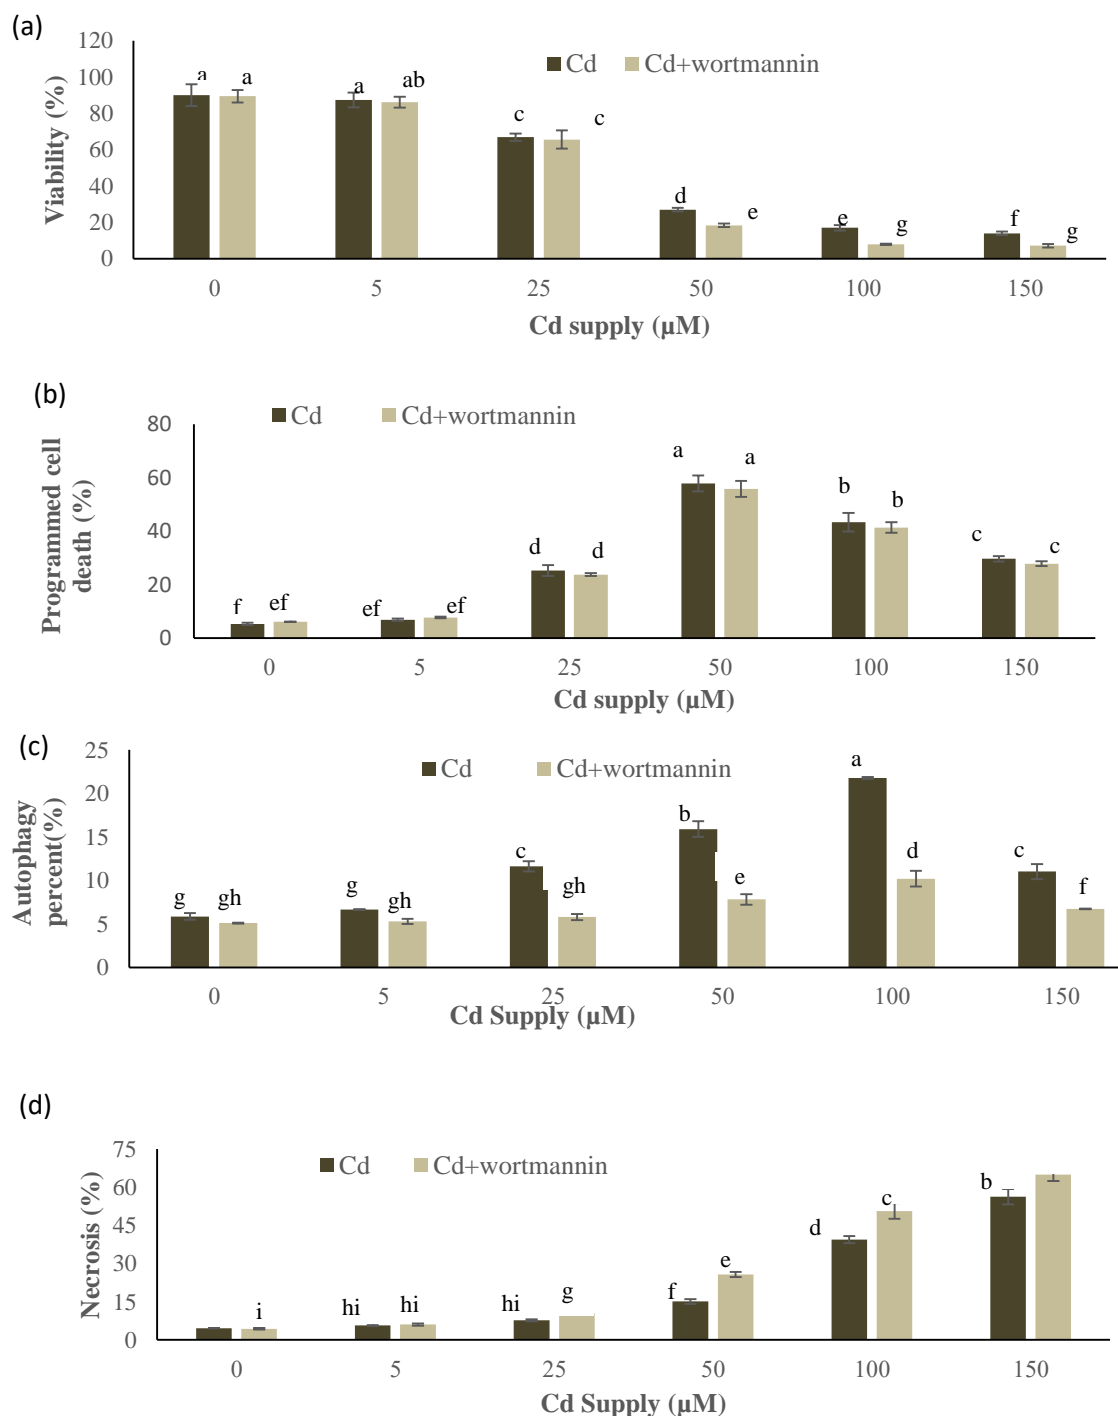 (a)
120
100
80
60
40
20
0
Viability (%)
Cd
Cd+wortmannin
a
a
a
ab
c
c
d
e
e
g
f
g
0
5
25
50
100
150
Cd supply (µM)
(b)
80
60
40
20
0
Programmed cell
death (%)
Cd
Cd+wortmannin
f
ef
ef
ef
d
d
a
a
b
b
c
c
0
5
25
50
100
150
Cd supply (µM)
(c)
25
20
15
10
5
0
Autophagy
percent(%)
Cd
Cd+wortmannin
g
gh
g
gh
c
gh
b
e
a
d
c
f
0
5
25
50
100
150
Cd Supply (µM)
(d)
75
60
45
30
15
0
Necrosis (%)
Cd
Cd+wortmannin
i
hi
hi
hi
g
f
e
d
c
b
0
5
25
50
100
150
Cd Supply (µM)